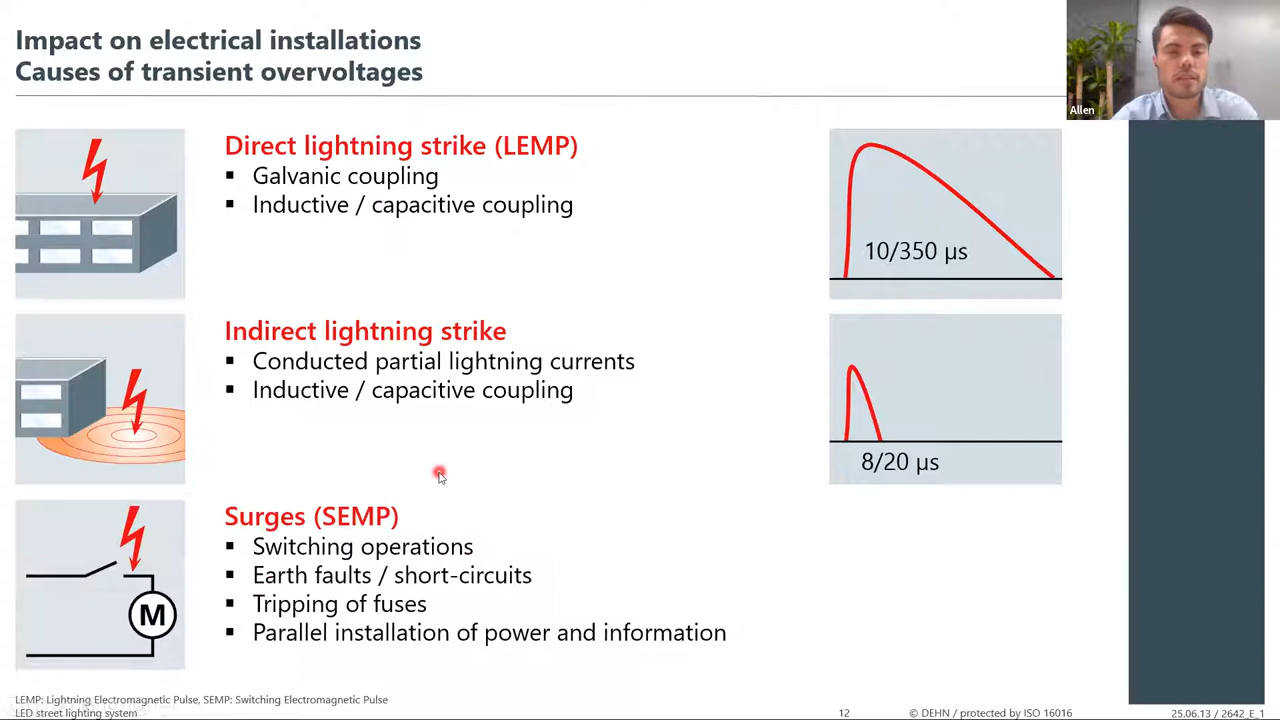 Impact on electrical installations
Causes of transient overvoltages
Allen
Direct lightning strike (LEMP)
▪ Galvanic coupling
▪ Inductive / capacitive coupling
10/350 µs
Indirect lightning strike
▪ Conducted partial lightning currents
▪ Inductive / capacitive coupling
8/20 µs
Surges (SEMP)
▪ Switching operations
▪ Earth faults / short-circuits
▪ Tripping of fuses
▪ Parallel installation of power and information
M
LEMP: Lightning Electromagnetic Pulse, SEMP: Switching Electromagnetic Pulse
LED street lighting system
12
© DEHN / protected by ISO 16016
25.06.13 / 2642_E_1